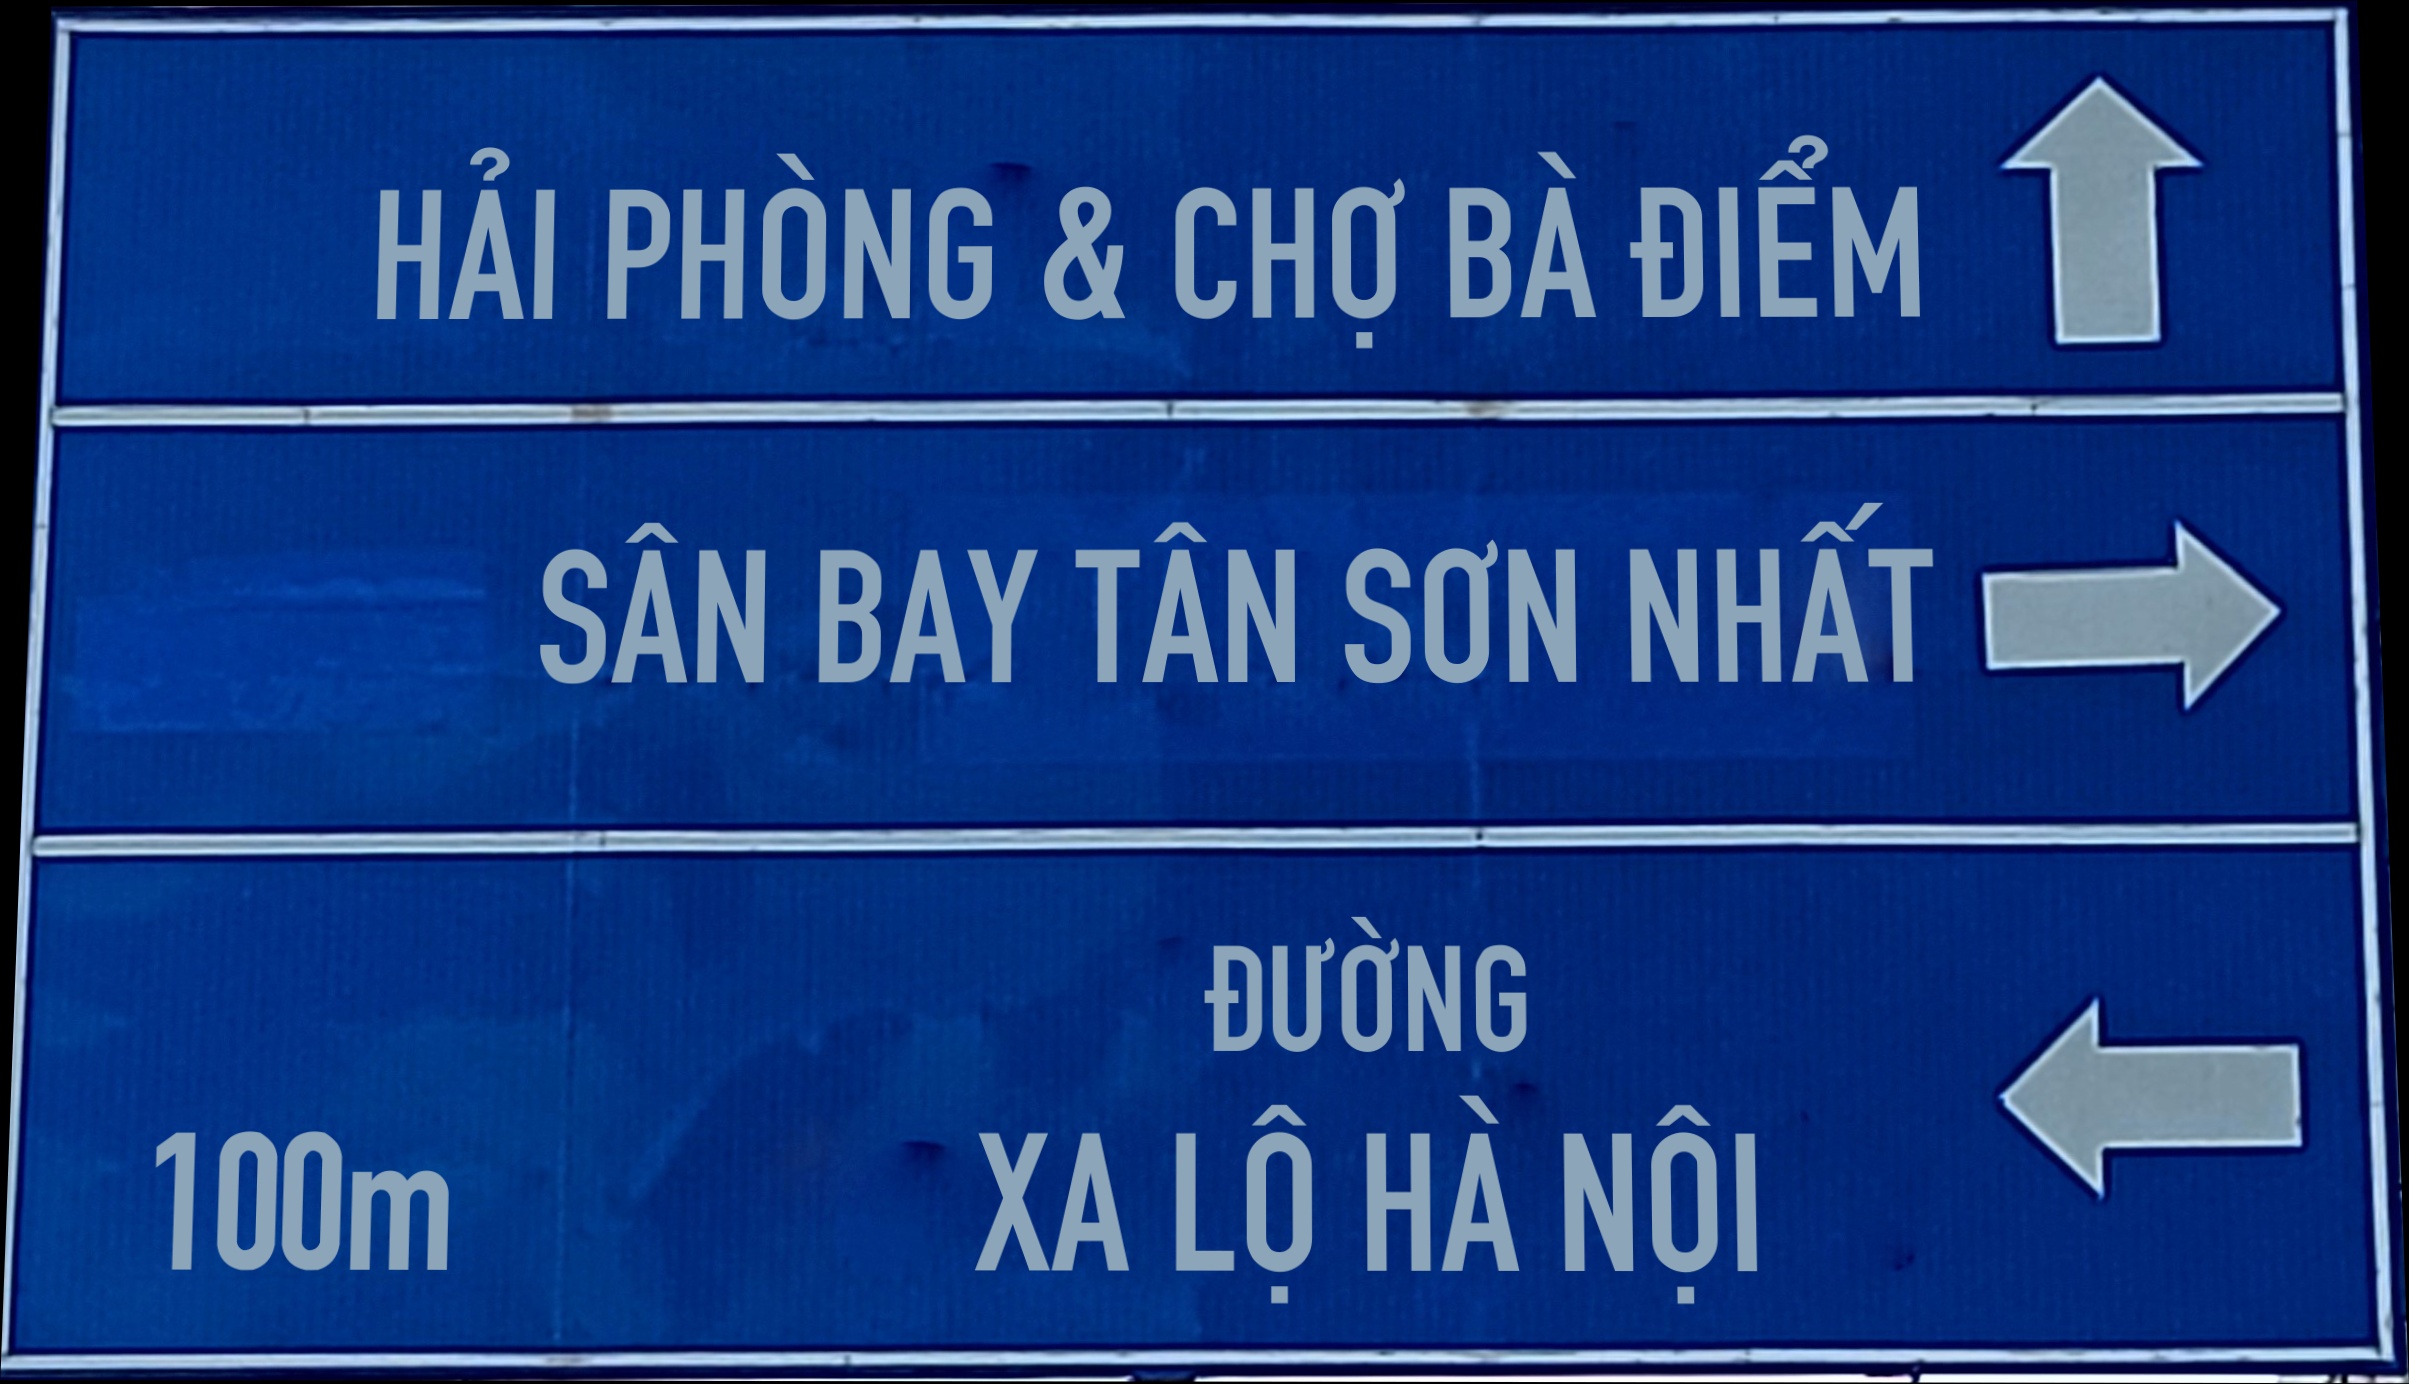 HẢI PHÒNG & CHỢ BÀ ĐIỂM
SÂN BAY TÂN SƠN NHẤT
ĐƯỜNG
XA LỘ HÀ NỘI
100m